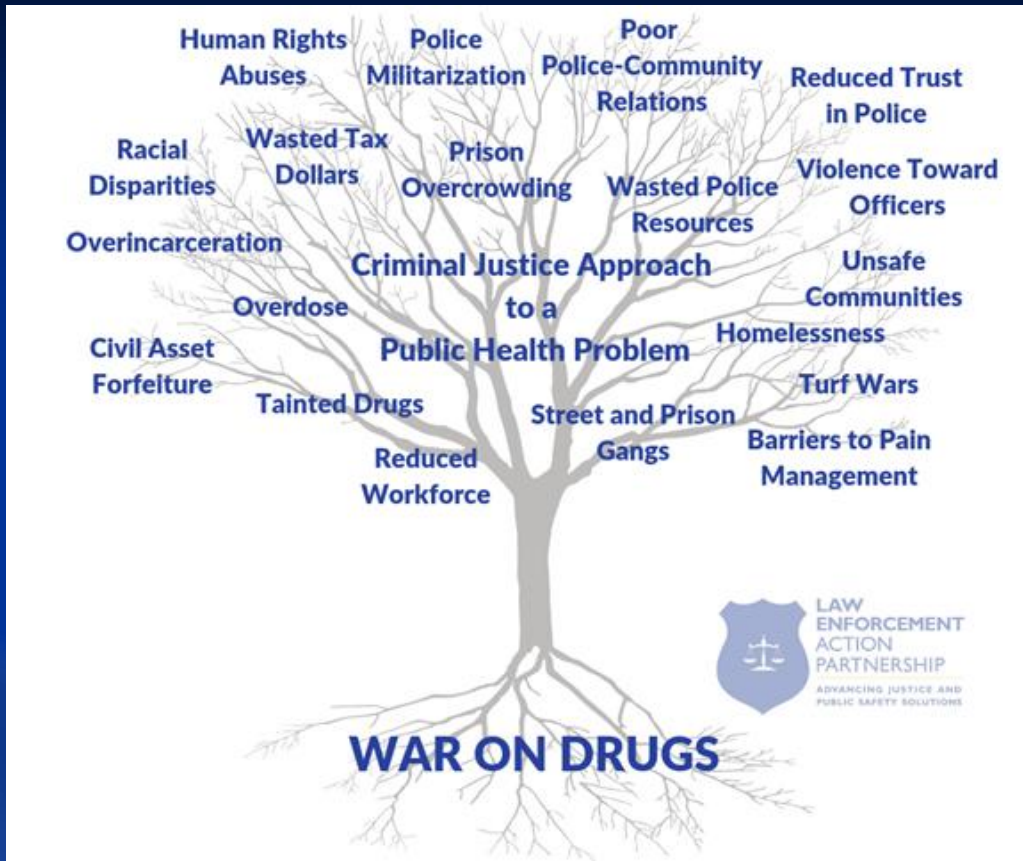 Human Rights
Abuses
Police
Militarization
Poor
Police-Community
Relations
Reduced Trust
in Police
Racial
Disparities
Wasted Tax
Dollars
Prison
Overcrowding
Wasted Police
Resources
Violence Toward
Officers
Overincarceration
Criminal Justice Approach
to a
Public Health Problem
Unsafe
Communities
Overdose
Homelessness
Civil Asset
Forfeiture
Turf Wars
Tainted Drugs
Street and Prison
Gangs
Barriers to Pain
Management
Reduced
Workforce
LAW
ENFORCEMENT
ACTION
PARTNERSHIP
ADVANCING JUSTICE AND
PUBLIC SAFETY SOLUTIONS
WAR ON DRUGS